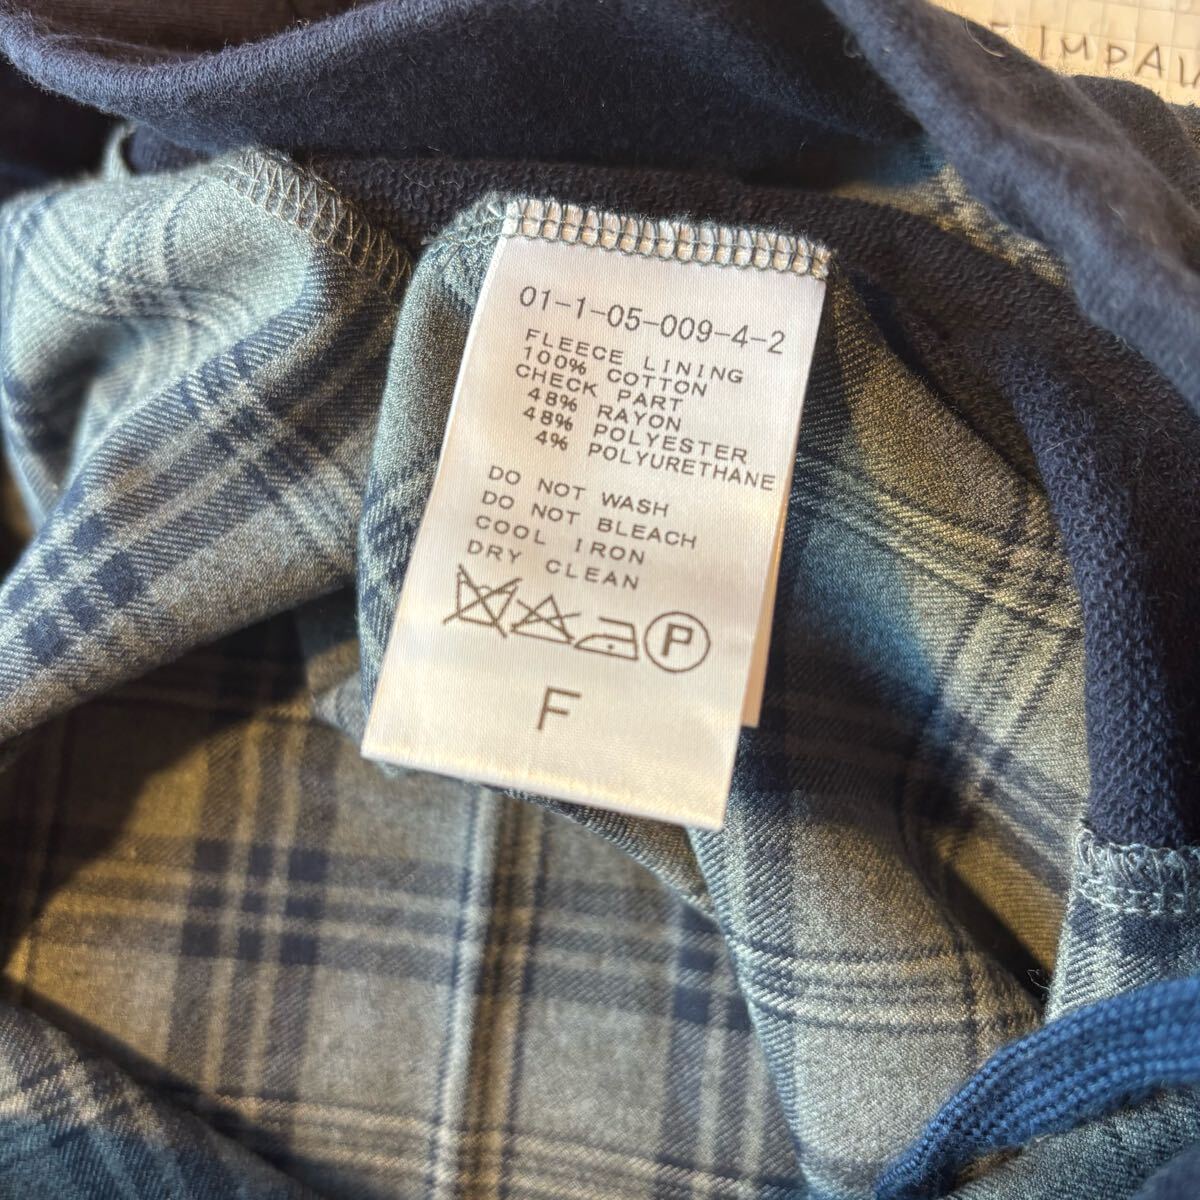 IMPAI
01-1-05-009-4-2
FLEECE LINING
100% COTTON
CHECK PART
48% RAYON
48% POLYESTER
4% POLYURETHANE
DO NOT WASH
DO NOT BLEACH
COOL IRON
DRY CLEAN
P
F